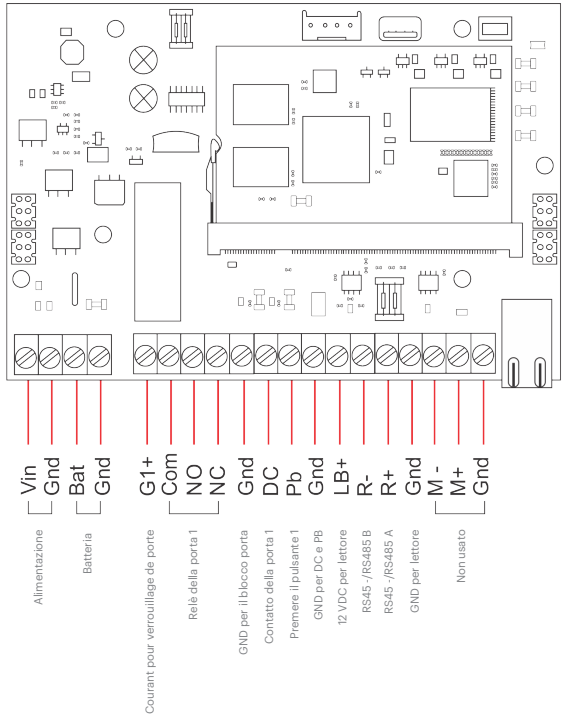 Vin
Gnd
Bat
Gnd
G1+
Com
NO
NC
Gnd
DC
Pb
Gnd
LB+
R-
R+
Gnd
M -
M+
Gnd
Alimentazione
Batteria
Courant pour verrouillage de porte
Relè della porta 1
GND per il blocco porta
Contatto della porta 1
Premere il pulsante 1
GND per DC e PB
12 VDC per lettore
RS45 -/RS485 B
RS45 -/RS485 A
GND per lettore
Non usato